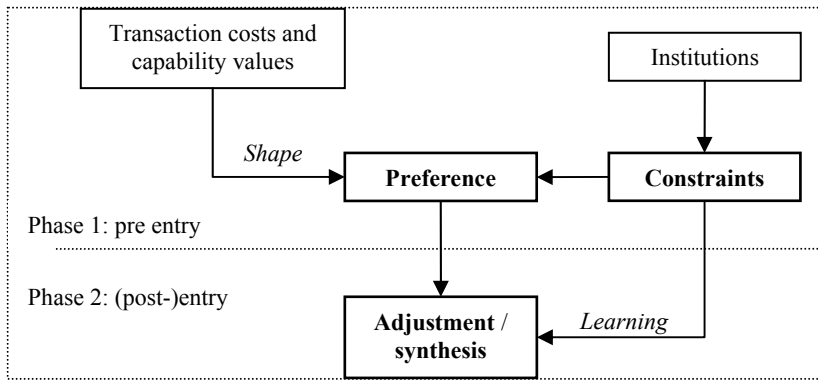 Transaction costs and
capability values
Institutions
Shape
Preference
Constraints
Phase 1: pre entry
Phase 2: (post-)entry
Adjustment /
synthesis
Learning